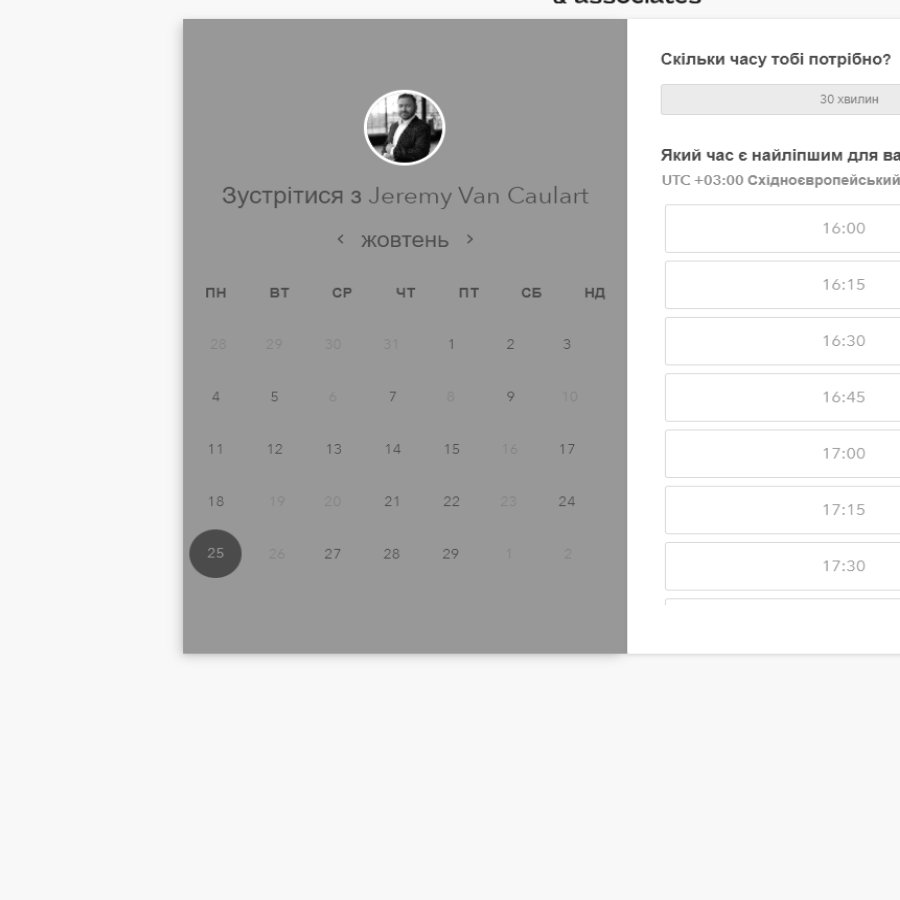 & associates
Зустрітися з Jeremy Van Caulart
‹ жовтень ›
ПН ВТ СР ЧТ ПТ СБ НД
28 29 30 31 1 2 3
4 5 6 7 8 9 10
11 12 13 14 15 16 17
18 19 20 21 22 23 24
25 26 27 28 29 1 2
Скільки часу тобі потрібно?
30 хвилин
Який час є найліпшим для ва
UTC +03:00 Східноєвропейський
16:00
16:15
16:30
16:45
17:00
17:15
17:30